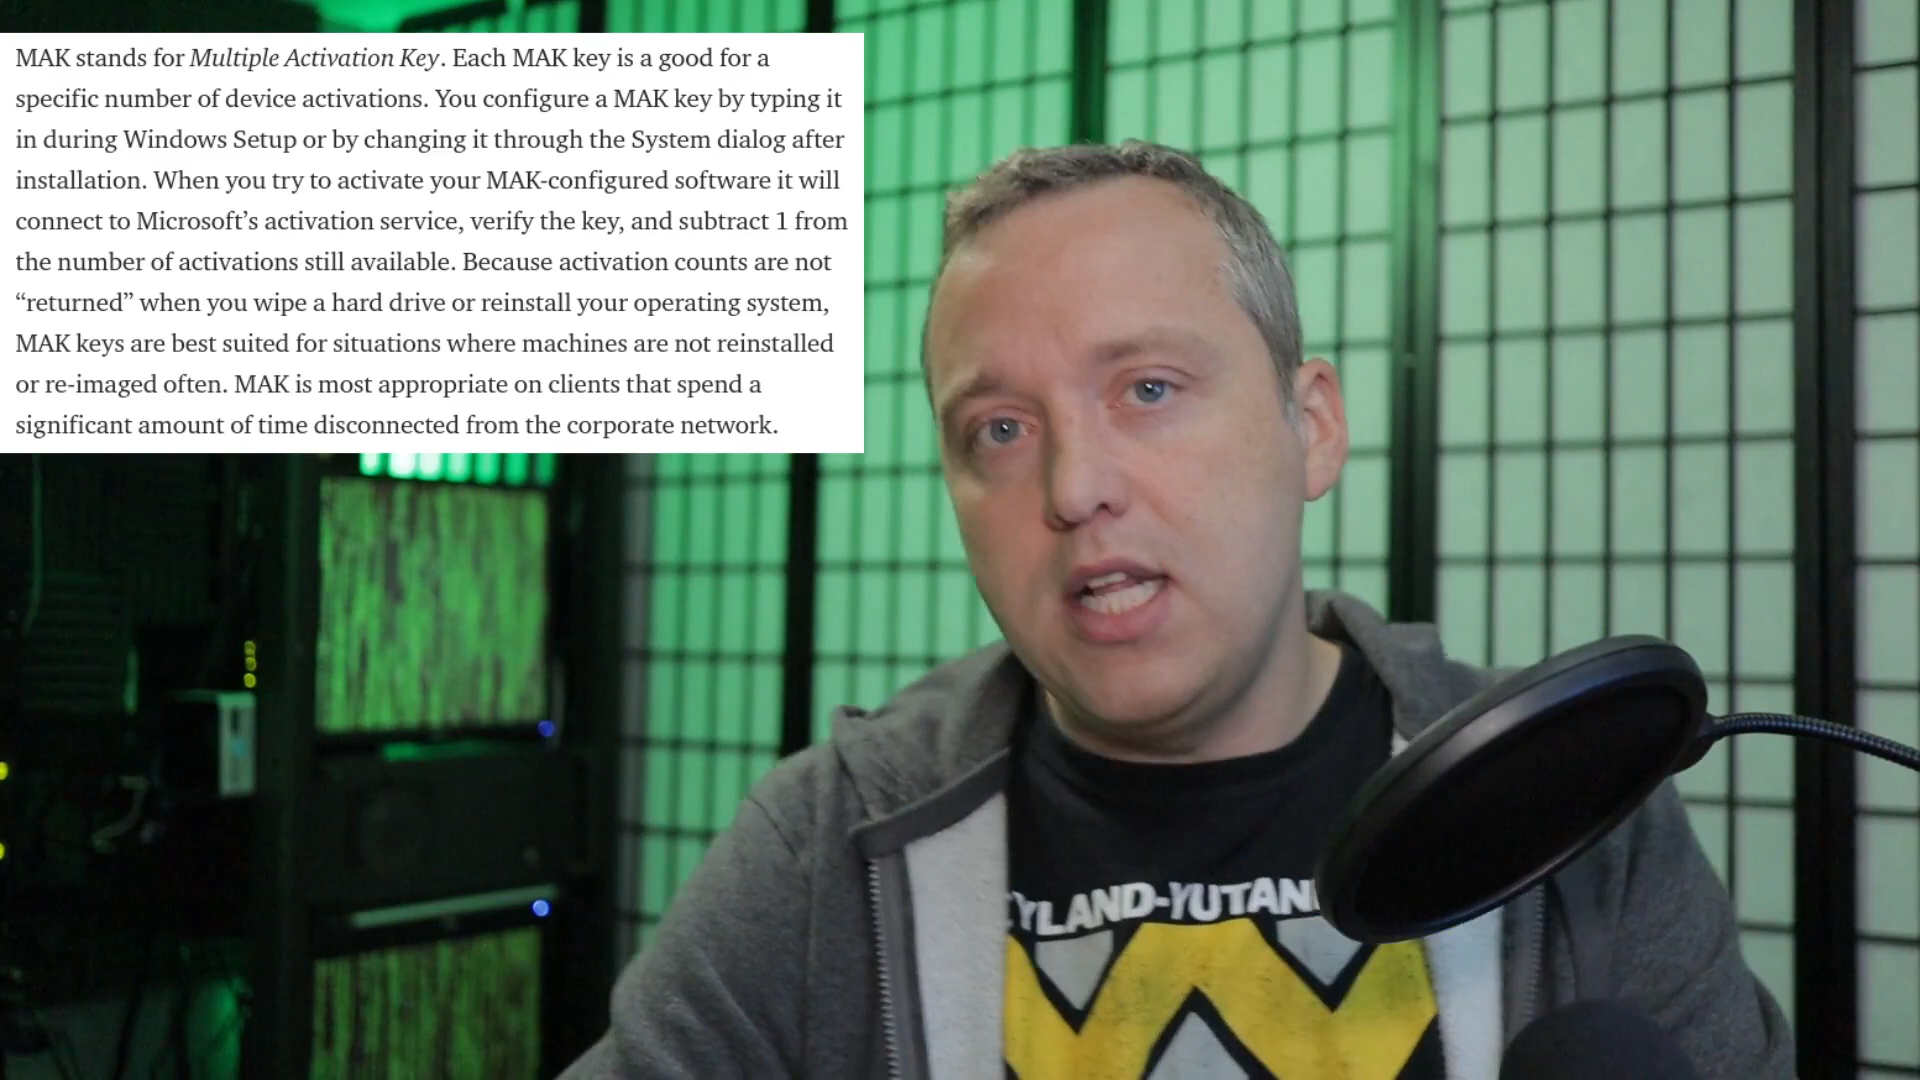 MAK stands for Multiple Activation Key. Each MAK key is a good for a
specific number of device activations. You configure a MAK key by typing it
in during Windows Setup or by changing it through the System dialog after
installation. When you try to activate your MAK-configured software it will
connect to Microsoft’s activation service, verify the key, and subtract 1 from
the number of activations still available. Because activation counts are not
“returned” when you wipe a hard drive or reinstall your operating system,
MAK keys are best suited for situations where machines are not reinstalled
or re-imaged often. MAK is most appropriate on clients that spend a
significant amount of time disconnected from the corporate network.
YLAND-YUTANI